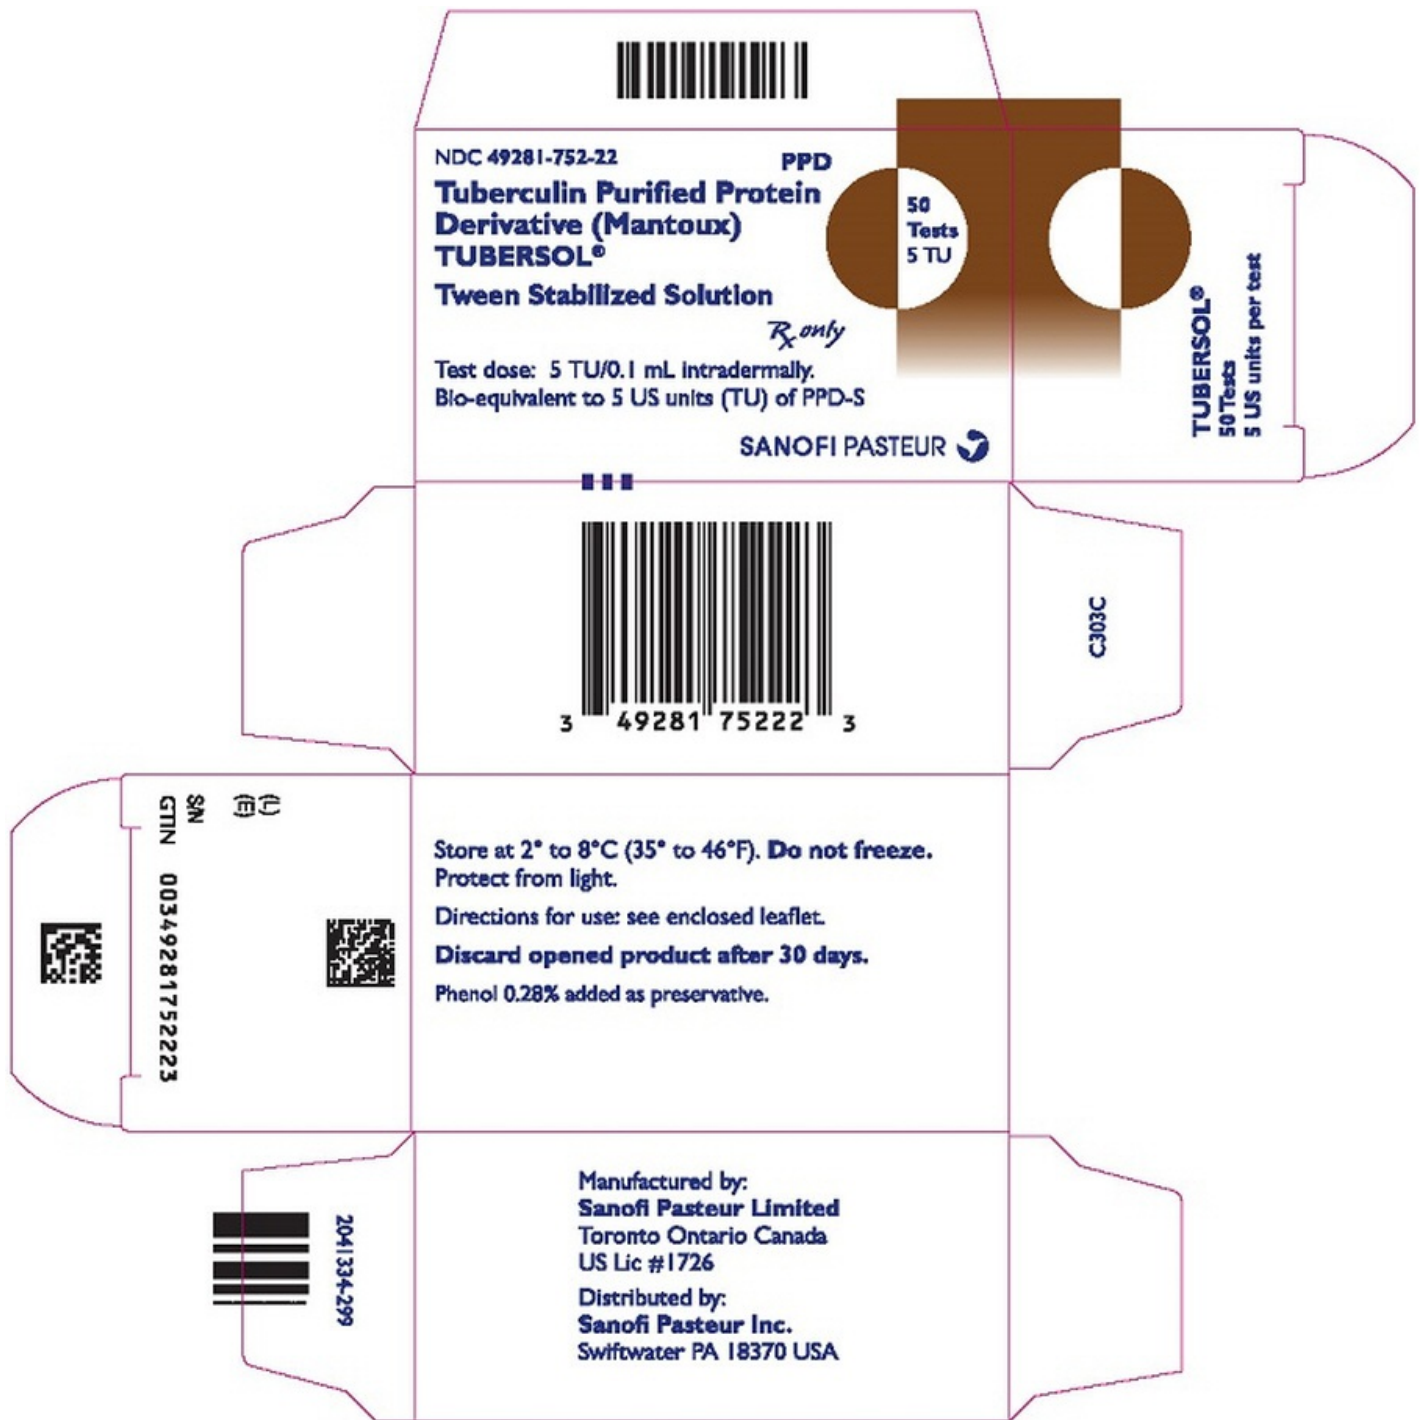 NDC 49281-752-22
PPD
Tuberculin Purified Protein
Derivative (Mantoux)
TUBERSOL®
Tween Stabilized Solution
Rx only
Test dose: 5 TU/0.1 mL intradermally.
Bio-equivalent to 5 US units (TU) of PPD-S
SANOFI PASTEUR
50
Tests
5 TU
TUBERSOL®
50 Tests
5 US units per test
3 49281 75222 3
C303C
(L)
(E)
S/N
GTIN 00349281752223
Store at 2° to 8°C (35° to 46°F). Do not freeze.
Protect from light.
Directions for use: see enclosed leaflet.
Discard opened product after 30 days.
Phenol 0.28% added as preservative.
2041334-299
Manufactured by:
Sanofi Pasteur Limited
Toronto Ontario Canada
US Lic #1726
Distributed by:
Sanofi Pasteur Inc.
Swiftwater PA 18370 USA